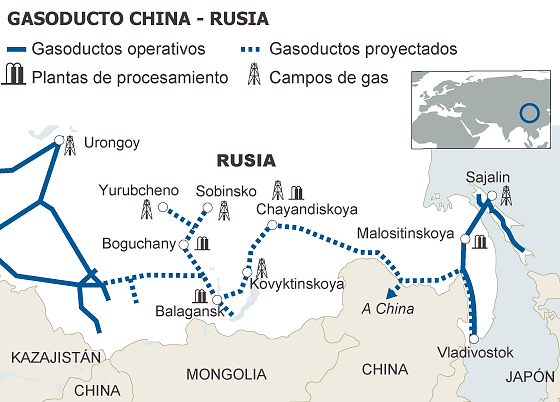 GASODUCTO CHINA - RUSIA
Gasoductos operativos
Gasoductos proyectados
Plantas de procesamiento
Campos de gas
Urongoy
RUSIA
Sajalin
Yurubcheno
Sobinsko
Chayandiskoya
Malositinskaya
Boguchany
Kovyktinskoya
Balagansk
A China
Vladivostok
KAZAJISTÁN
MONGOLIA
CHINA
JAPÓN
CHINA